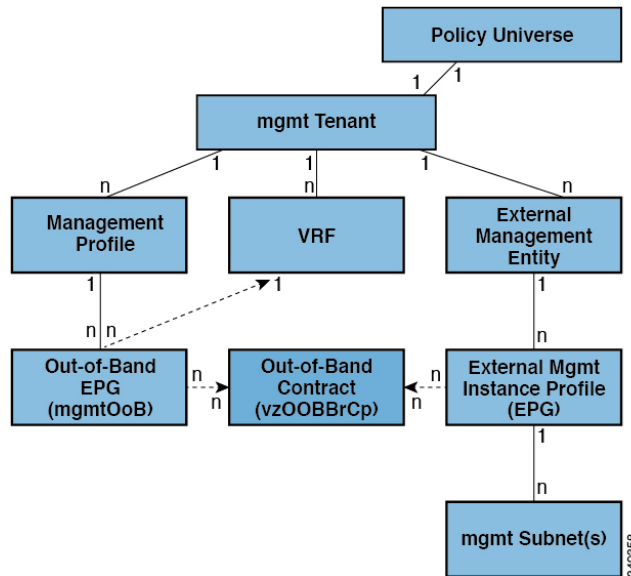 Policy Universe
1
1
mgmt Tenant
1
1
1
n
n
n
Management
Profile
VRF
External
Management
Entity
1
1
1
n
n
n
Out-of-Band
EPG
(mgmtOoB)
n
n
Out-of-Band
Contract
(vzOOBBrCp)
n
n
External Mgmt
Instance Profile
(EPG)
1
n
mgmt Subnet(s)